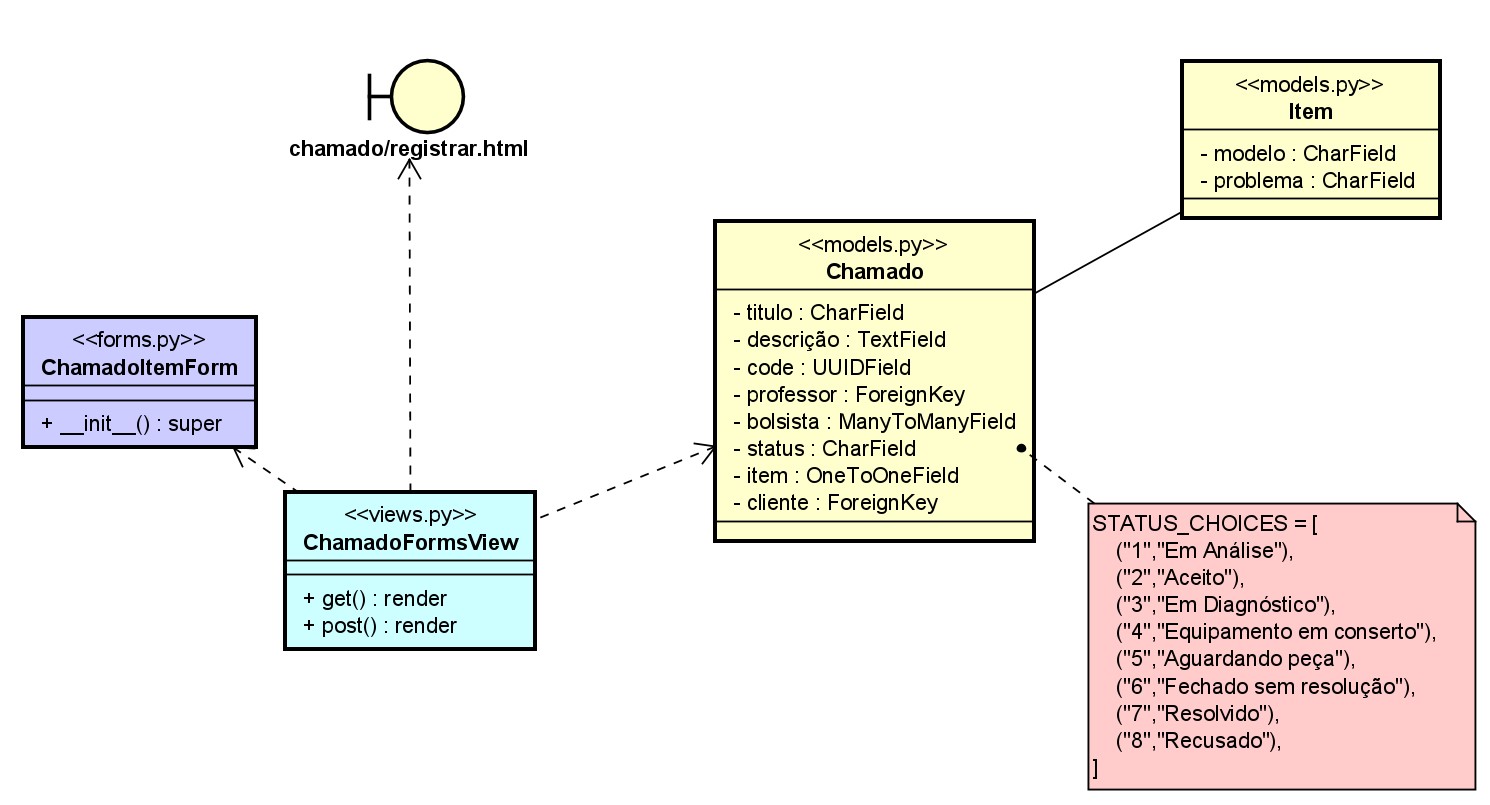 chamado/registrar.html
<<models.py>>
Item
- modelo : CharField
- problema : CharField
<<models.py>>
Chamado
- titulo : CharField
- descrição : TextField
- code : UUIDField
- professor : ForeignKey
- bolsista : ManyToManyField
- status : CharField
- item : OneToOneField
- cliente : ForeignKey
<<forms.py>>
ChamadoItemForm
+ __init__() : super
<<views.py>>
ChamadoFormsView
+ get() : render
+ post() : render
STATUS_CHOICES = [
("1","Em Análise"),
("2","Aceito"),
("3","Em Diagnóstico"),
("4","Equipamento em conserto"),
("5","Aguardando peça"),
("6","Fechado sem resolução"),
("7","Resolvido"),
("8","Recusado"),
]